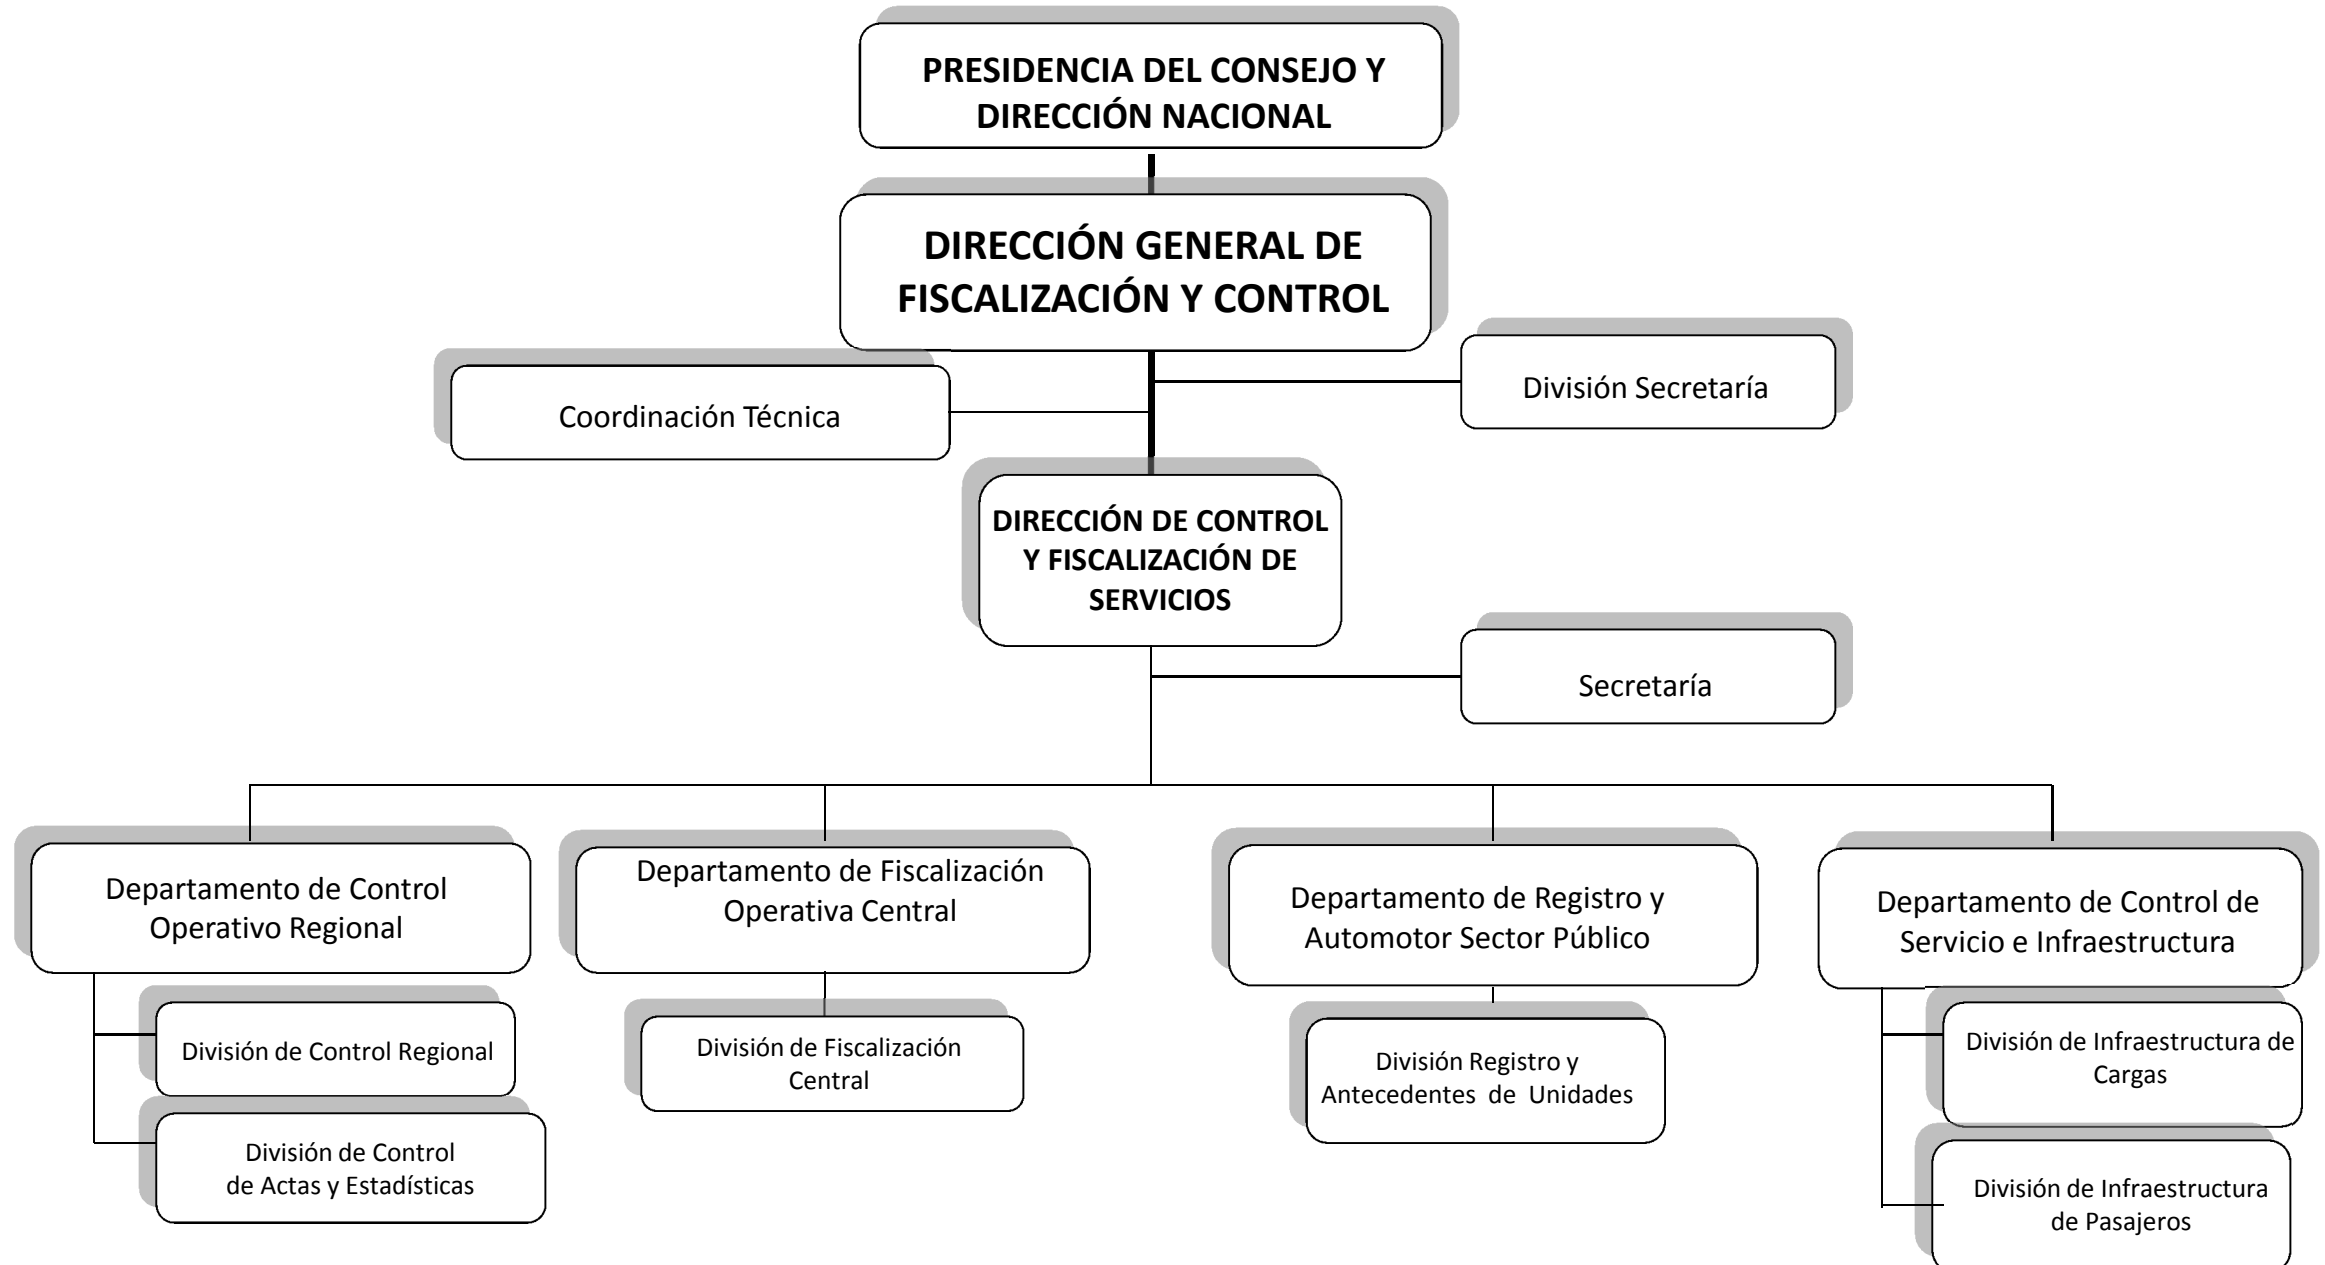 PRESIDENCIA DEL CONSEJO Y
DIRECCIÓN NACIONAL
DIRECCIÓN GENERAL DE
FISCALIZACIÓN Y CONTROL
División Secretaría
Coordinación Técnica
DIRECCIÓN DE CONTROL
Y FISCALIZACIÓN DE
SERVICIOS
Secretaría
Departamento de Control
Operativo Regional
Departamento de Fiscalización
Operativa Central
Departamento de Registro y
Automotor Sector Público
Departamento de Control de
Servicio e Infraestructura
División de Control Regional
División de Control
de Actas y Estadísticas
División de Fiscalización
Central
División Registro y
Antecedentes de Unidades
División de Infraestructura de
Cargas
División de Infraestructura
de Pasajeros